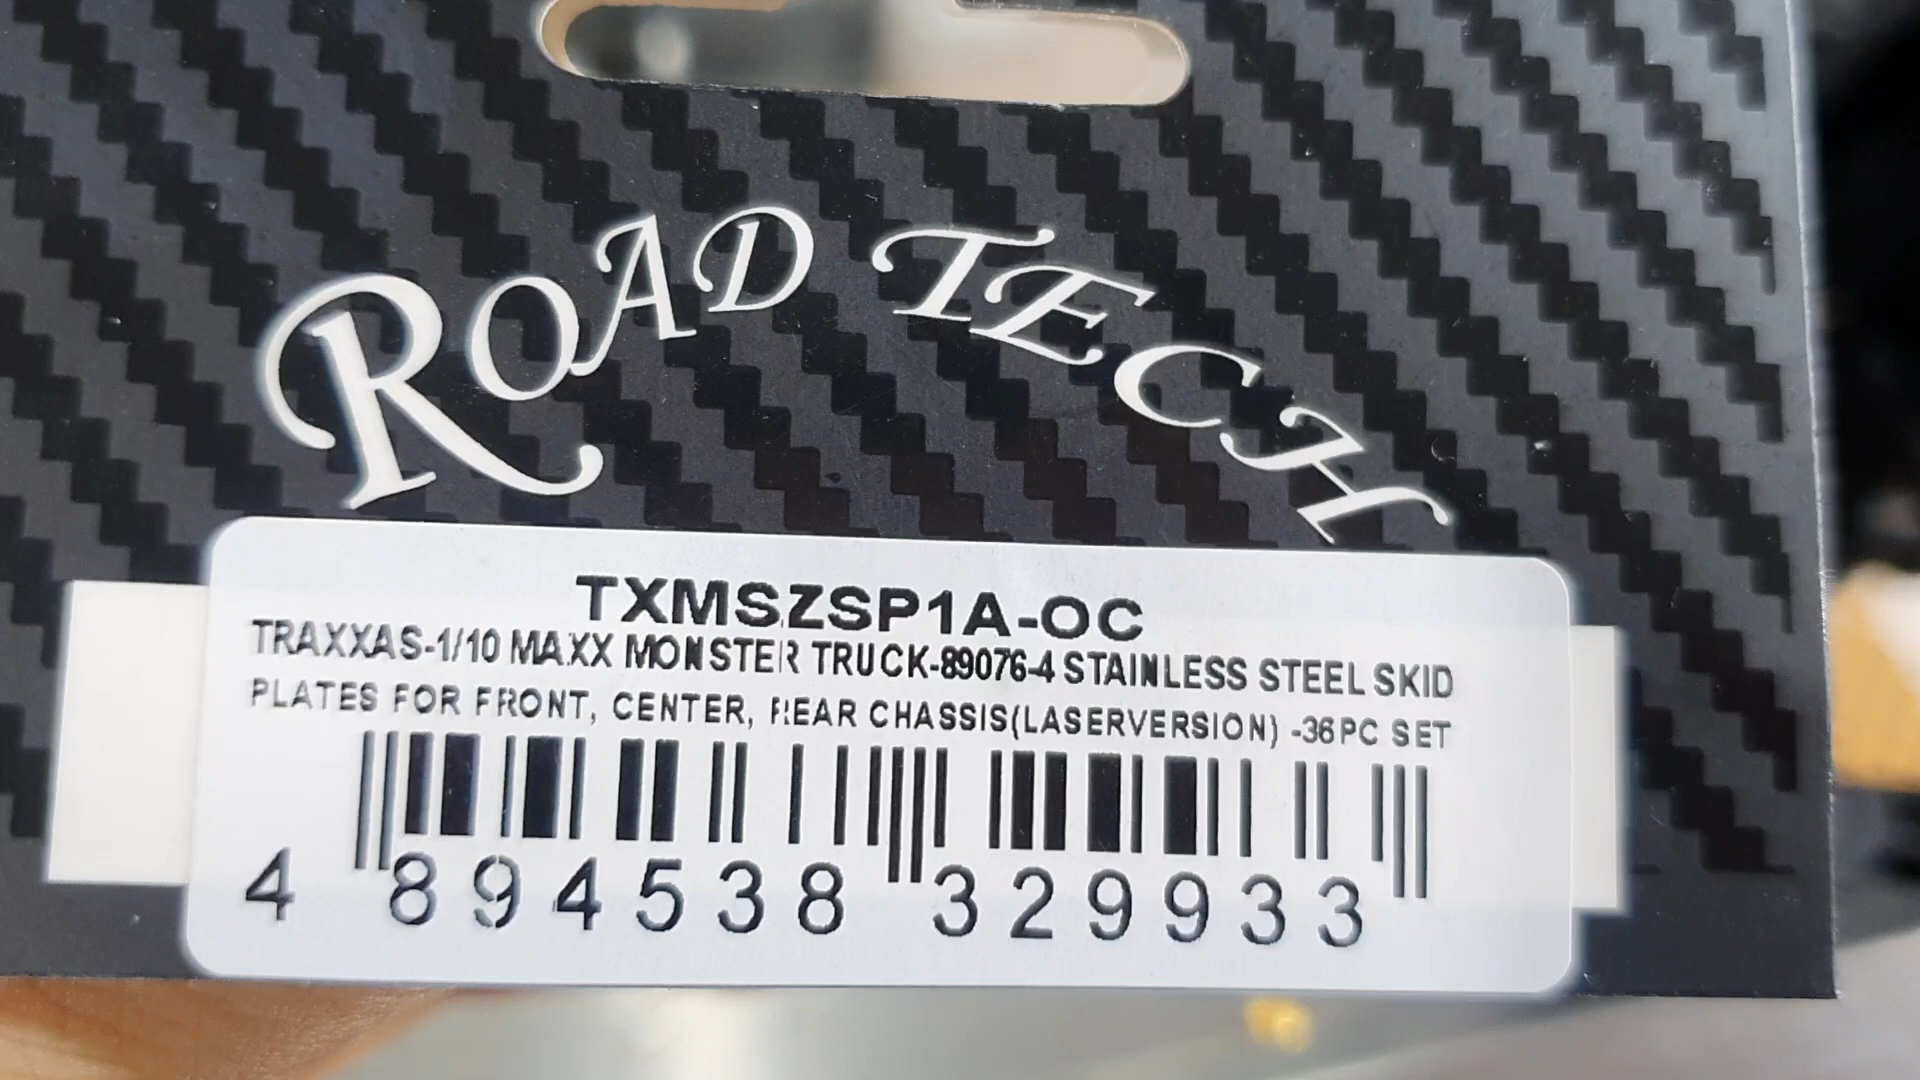 ROAD TECH
TXMSZSP1A-OC
TRAXXAS-1/10 MAXX MONSTER TRUCK-89076-4 STAINLESS STEEL SKID
PLATES FOR FRONT, CENTER, REAR CHASSIS(LASERVERSION) -36PC SET
4 894538 329933